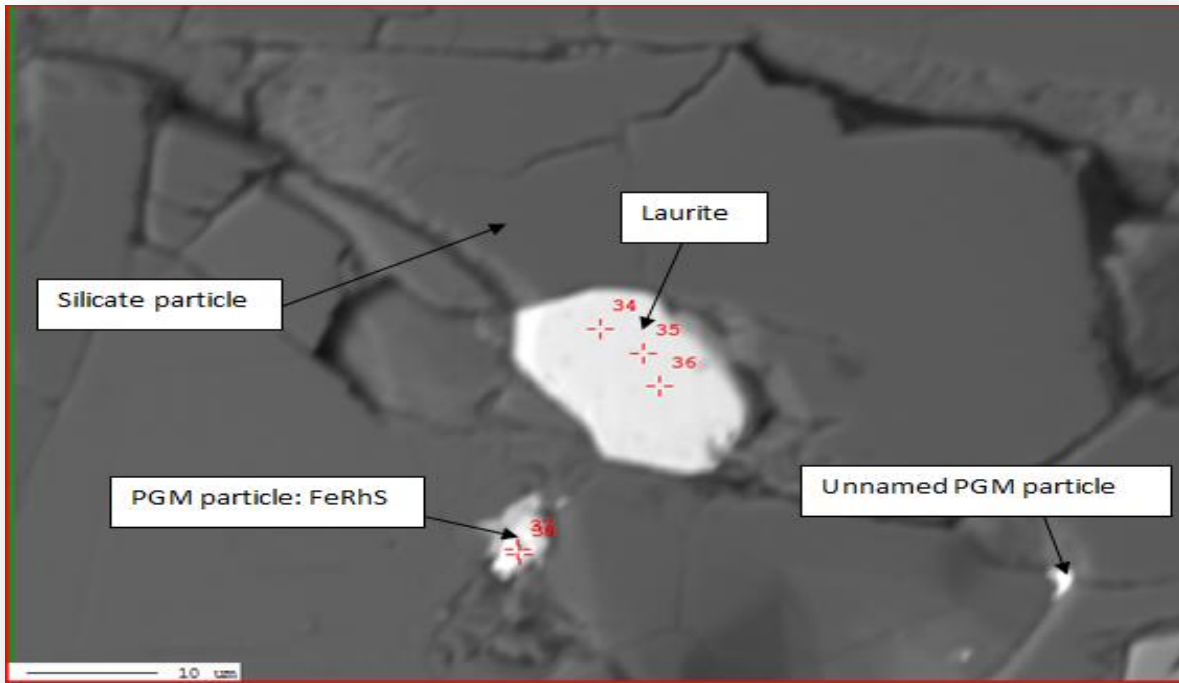 Laurite
34
35
36
Silicate particle
PGM particle: FeRhS
Unnamed PGM particle
10 um